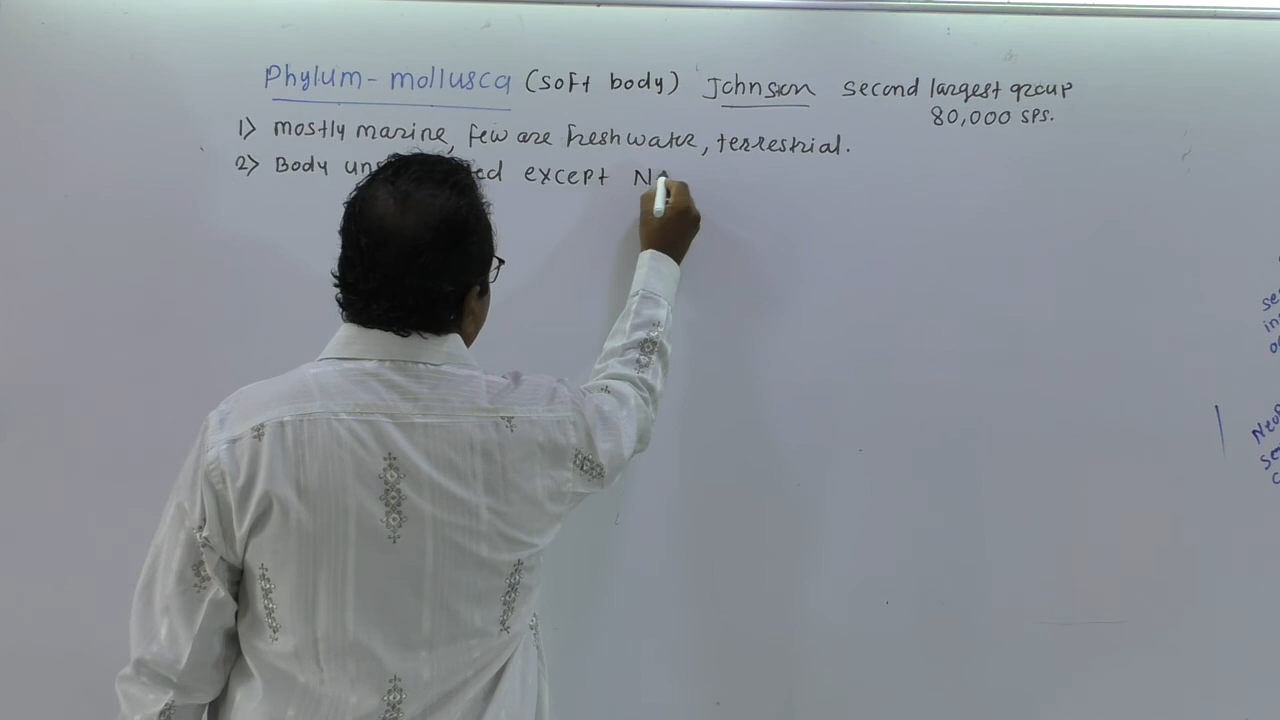 Phylum - mollusca (soft body) Johnson second largest group
80,000 sps.
1> mostly marine, few are freshwater, terrestrial.
2> Body except